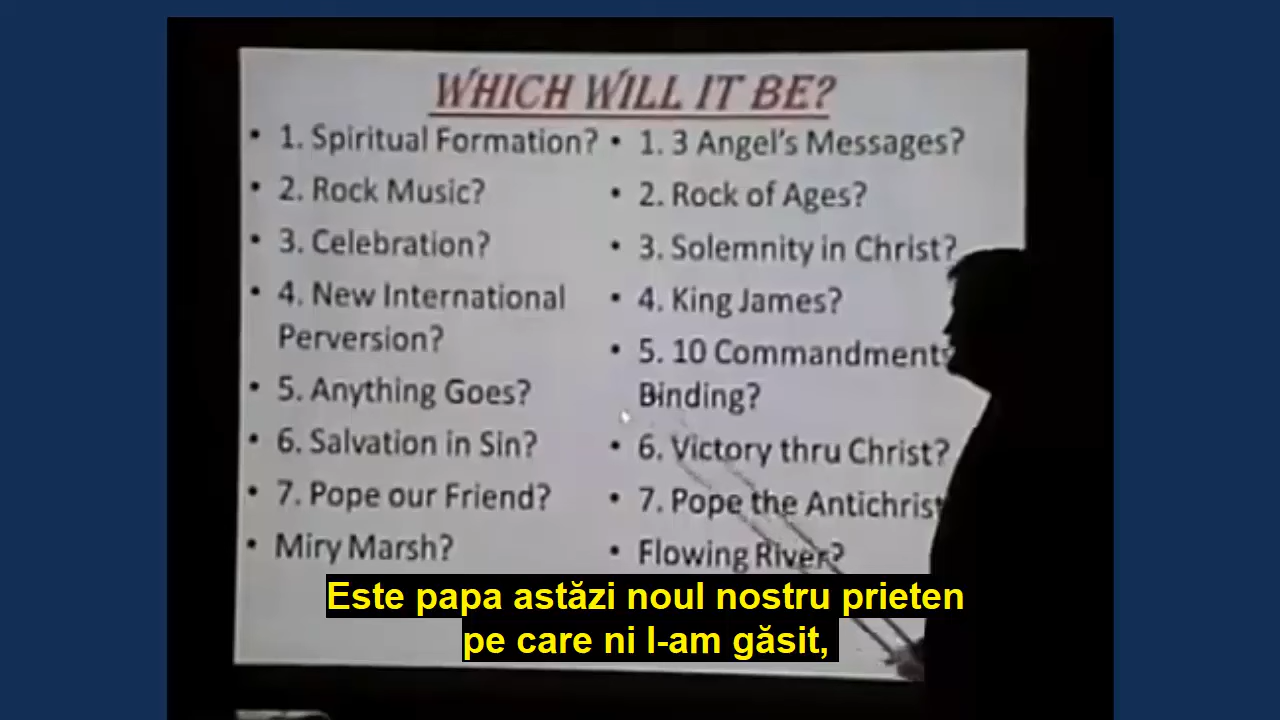 WHICH WILL IT BE?
• 1. Spiritual Formation?
• 2. Rock Music?
• 3. Celebration?
• 4. New International
Perversion?
• 5. Anything Goes?
• 6. Salvation in Sin?
• 7. Pope our Friend?
• Miry Marsh?
• 1. 3 Angel's Messages?
• 2. Rock of Ages?
• 3. Solemnity in Christ?
• 4. King James?
• 5. 10 Commandments
Binding?
• 6. Victory thru Christ?
• 7. Pope the Antichrist
• Flowing River?
Este papa astăzi noul nostru prieten
pe care ni l-am găsit,